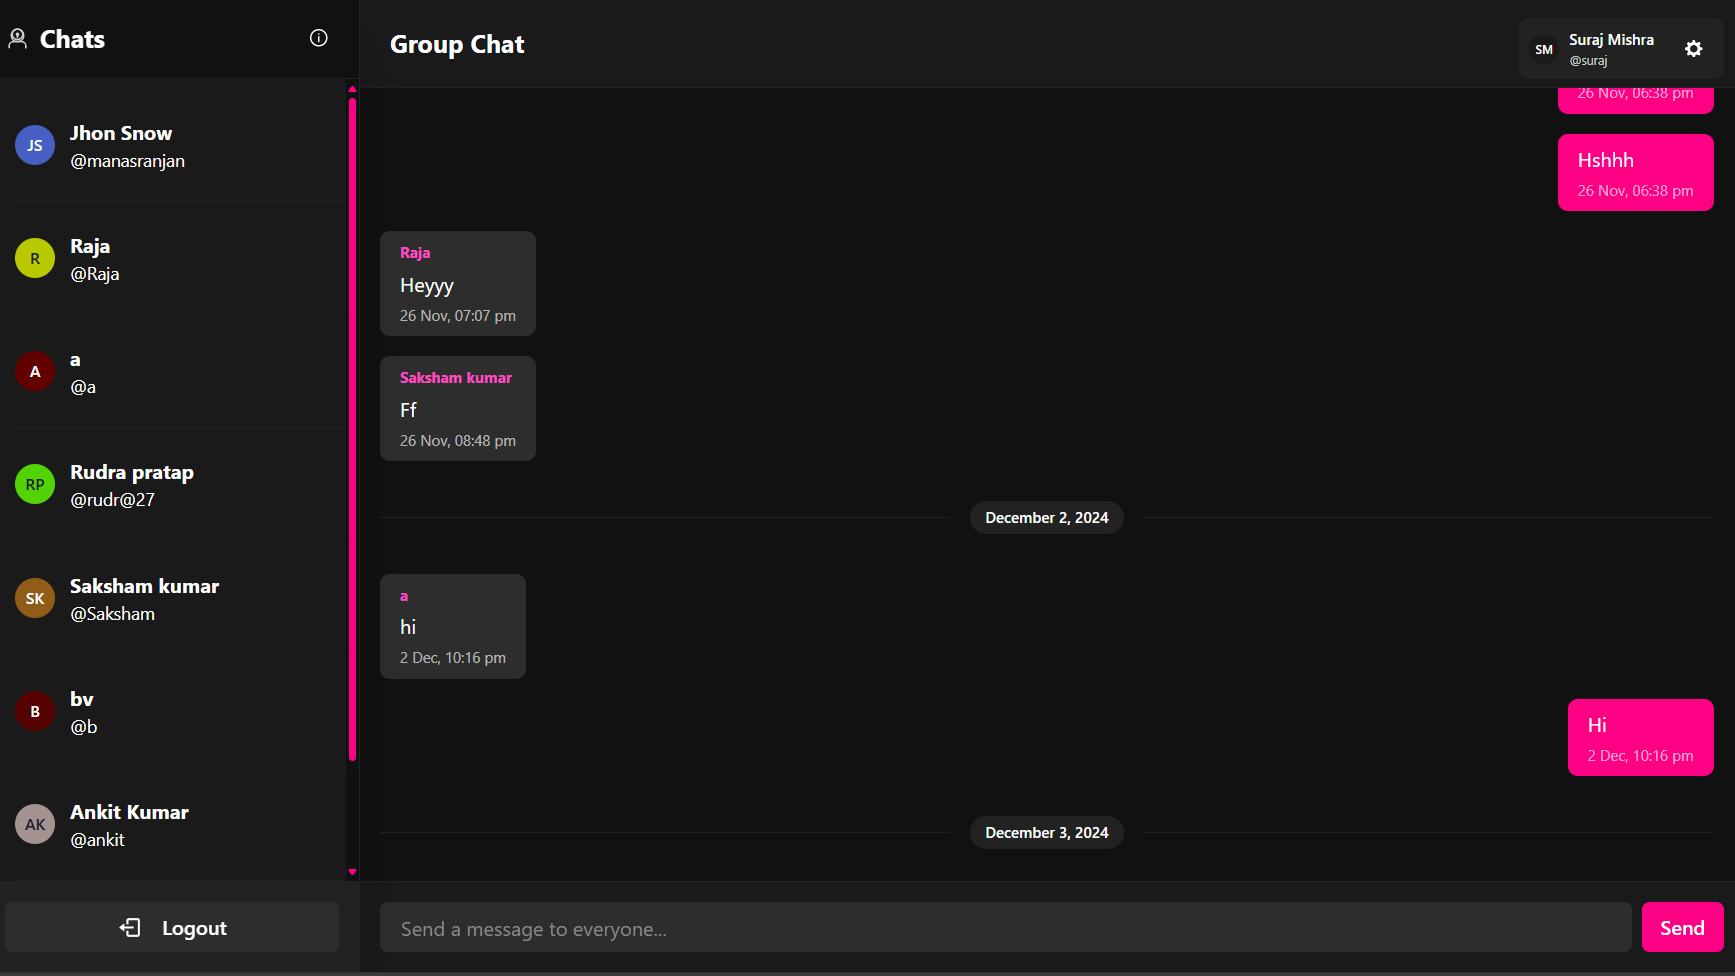 Chats
JS
Jhon Snow
@manasranjan
R
Raja
@Raja
A
a
@a
RP
Rudra pratap
@rudr@27
SK
Saksham kumar
@Saksham
B
bv
@b
AK
Ankit Kumar
@ankit
Logout
Group Chat
SM
Suraj Mishra
@suraj
26 Nov, 06:38 pm
Hshhh
26 Nov, 06:38 pm
Raja
Heyyy
26 Nov, 07:07 pm
Saksham kumar
Ff
26 Nov, 08:48 pm
December 2, 2024
a
hi
2 Dec, 10:16 pm
Hi
2 Dec, 10:16 pm
December 3, 2024
Send a message to everyone...
Send